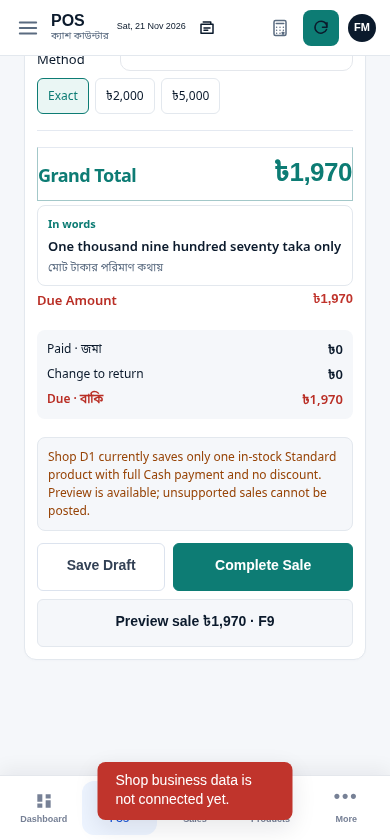 POS
ক্যাশ কাউন্টার
Sat, 21 Nov 2026
FM
Method
Exact
৳2,000
৳5,000
Grand Total
৳1,970
In words
One thousand nine hundred seventy taka only
মোট টাকার পরিমাণ কথায়
Due Amount
৳1,970
Paid · জমা
৳0
Change to return
৳0
Due · বাকি
৳1,970
Shop D1 currently saves only one in-stock Standard
product with full Cash payment and no discount.
Preview is available; unsupported sales cannot be
posted.
Save Draft
Complete Sale
Preview sale ৳1,970 · F9
Shop business data is
not connected yet.
Dashboard
More